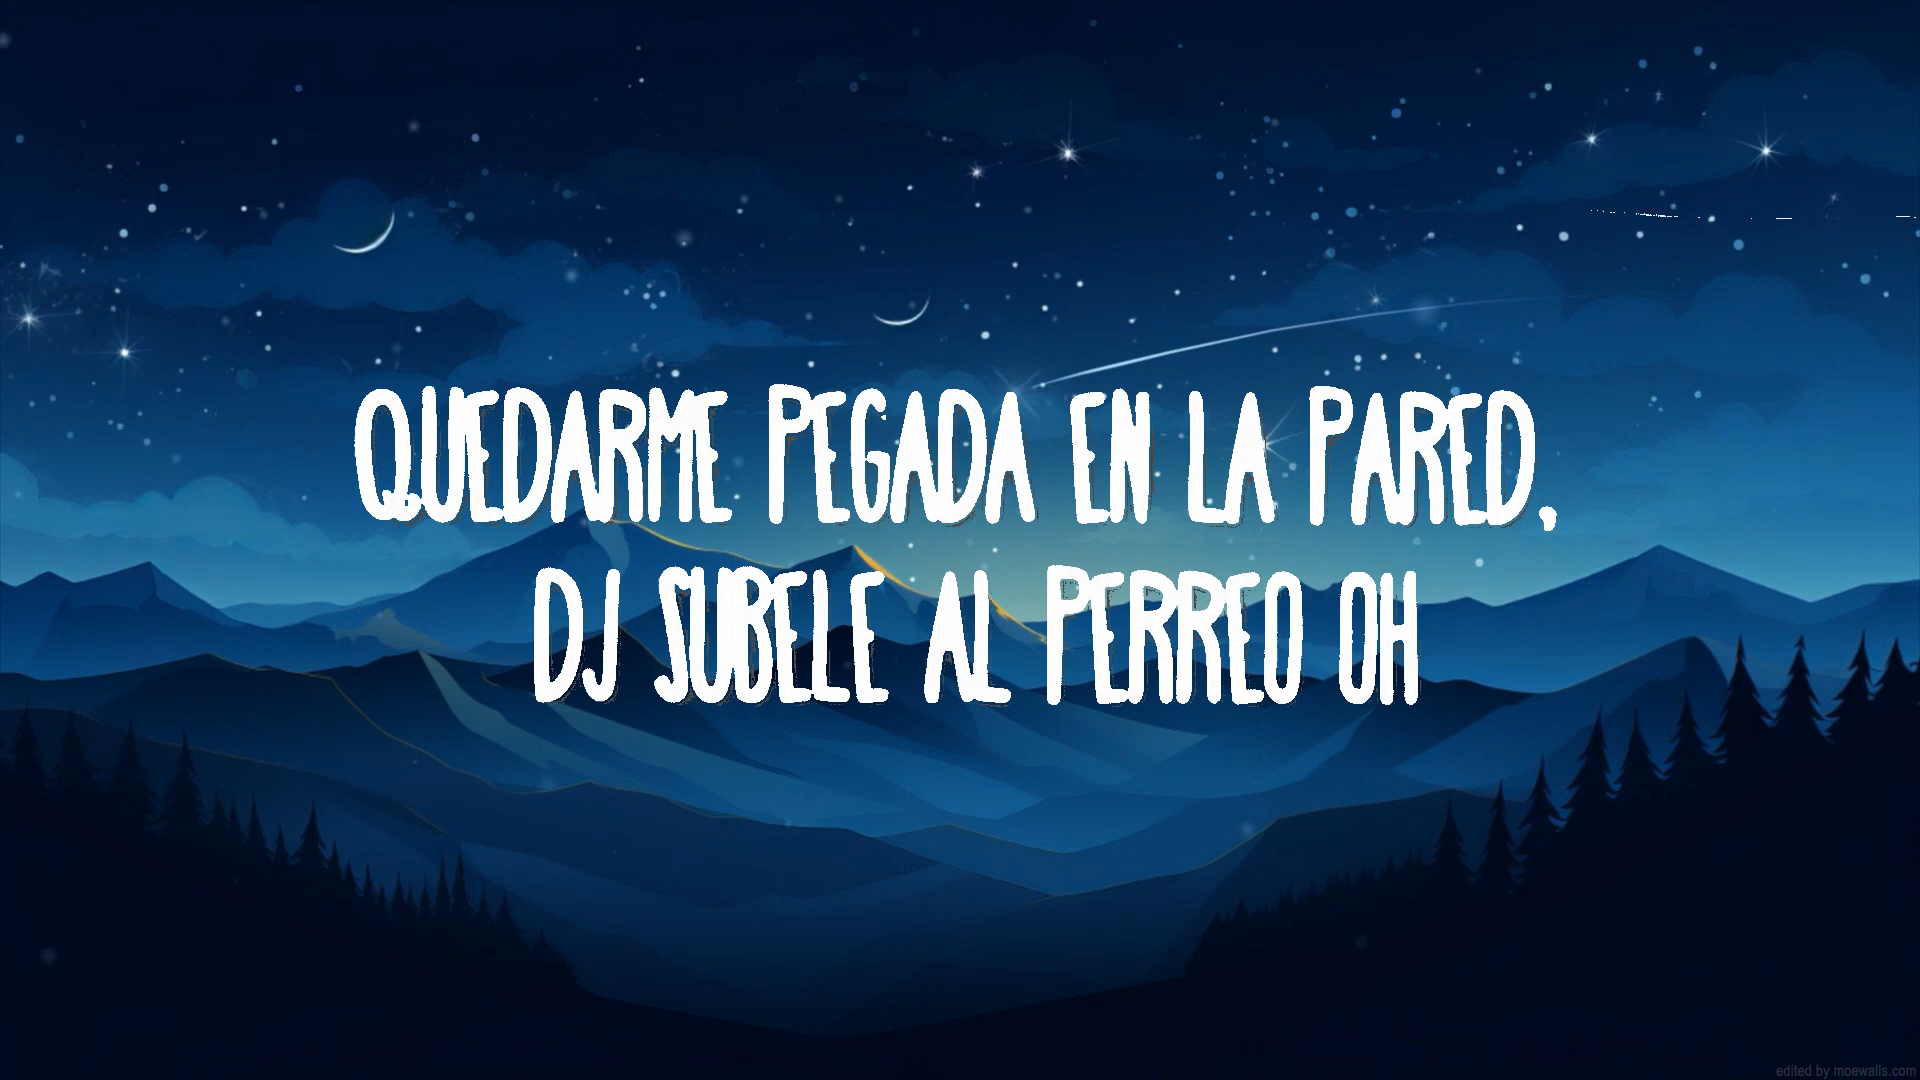 QUEDARME PEGADA EN LA PARED,
DJ SUBELE AL PERREO OH
edited by moewalls.com